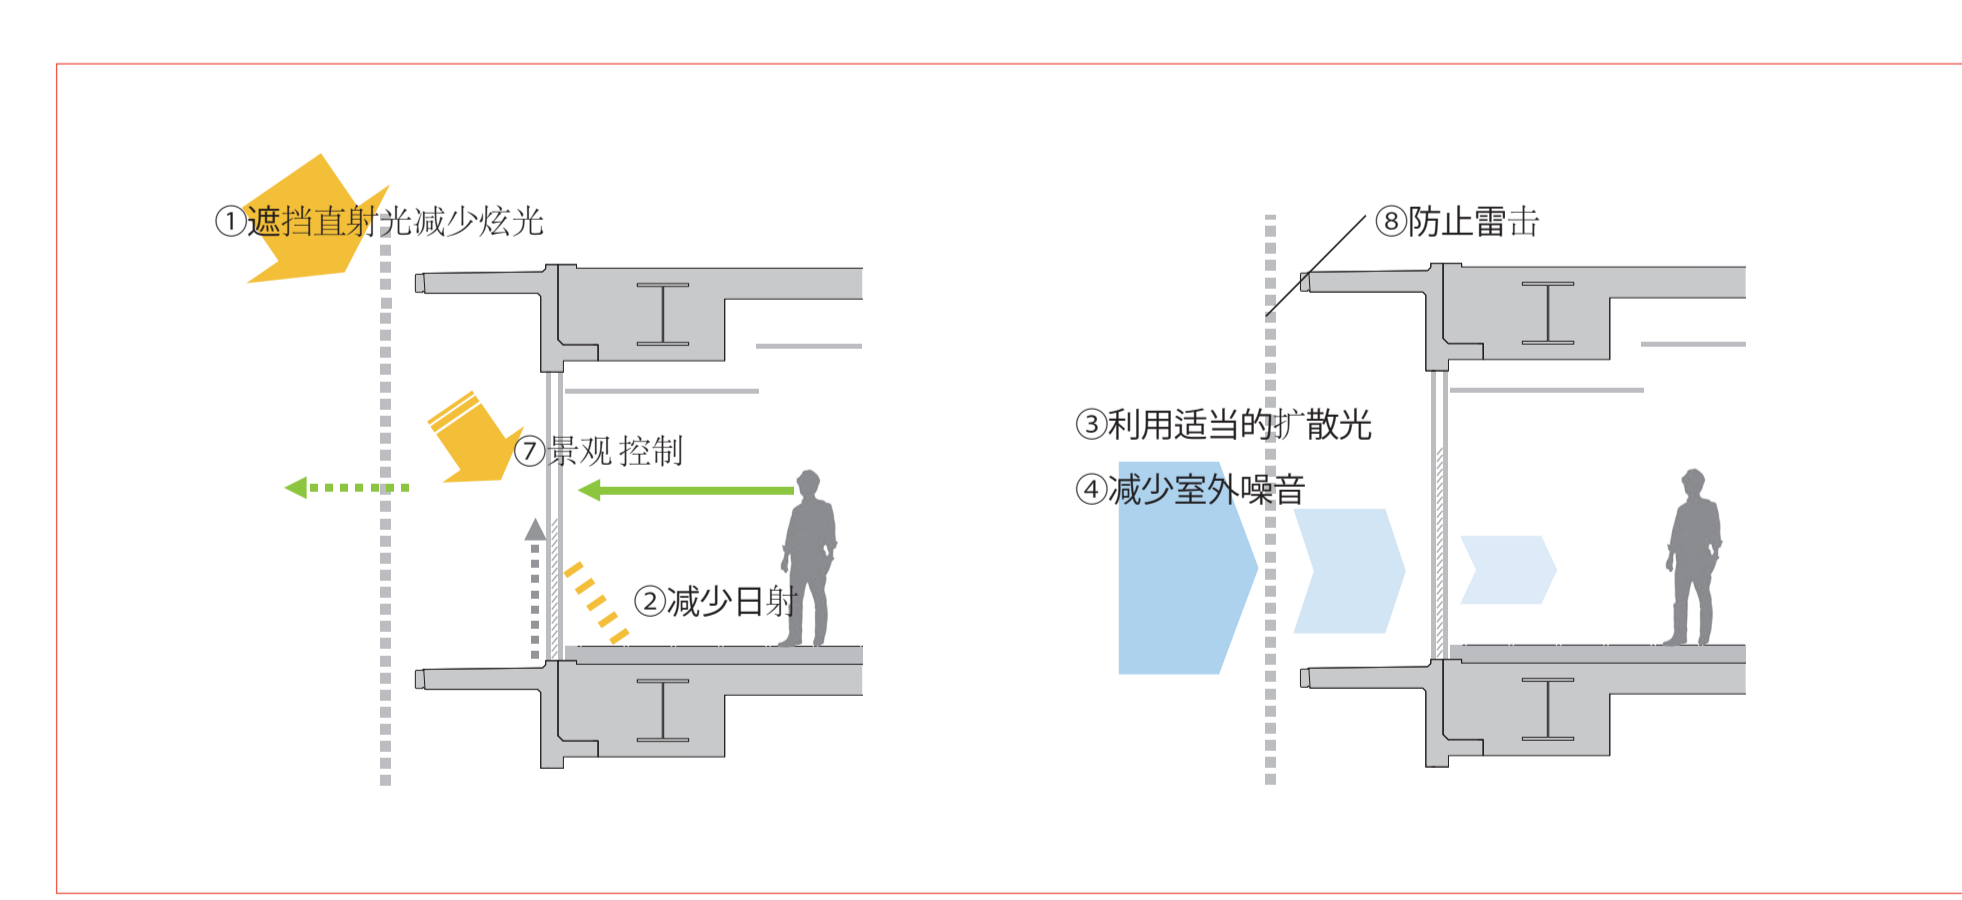 ①遮挡直射光减少炫光
⑦景观 控制
②减少日射
⑧防止雷击
③利用适当的扩散光
④减少室外噪音